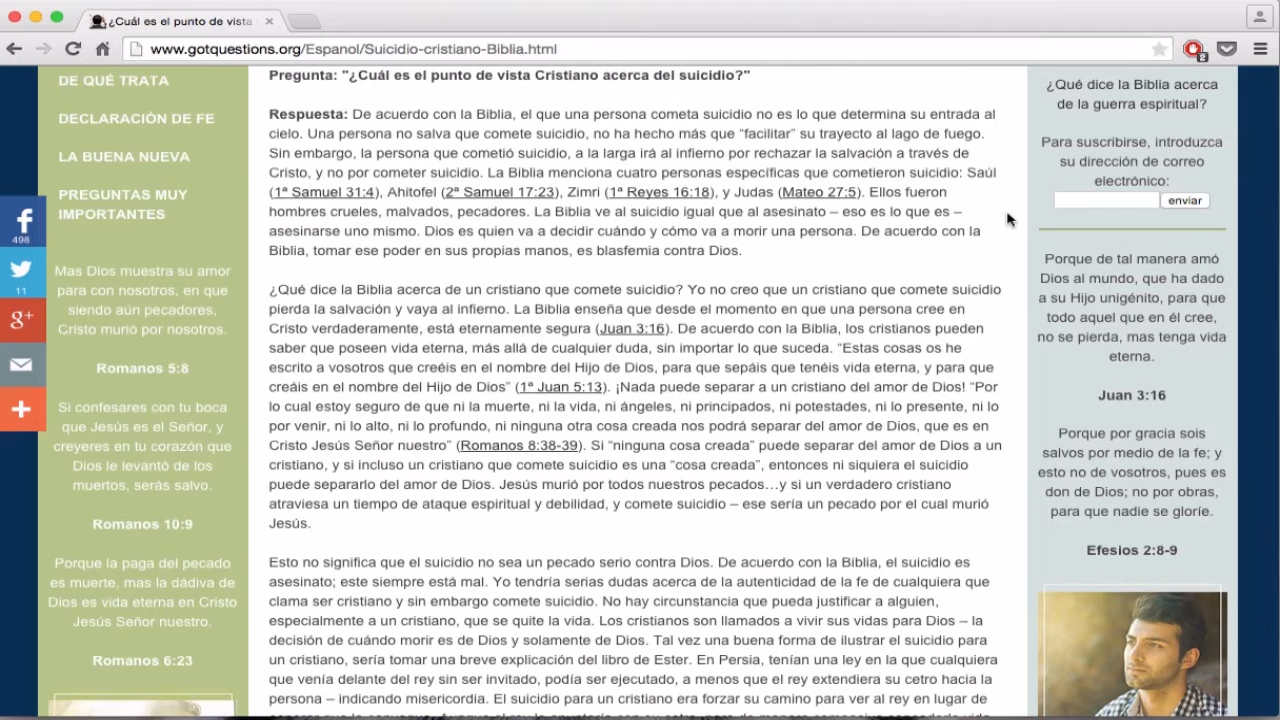 ¿Cuál es el punto de vista
www.gotquestions.org/Espanol/Suicidio-cristiano-Biblia.html
2
DE QUÉ TRATA
DECLARACIÓN DE FE
LA BUENA NUEVA
PREGUNTAS MUY
IMPORTANTES
f
498
11
g+
Mas Dios muestra su amor
para con nosotros, en que
siendo aún pecadores,
Cristo murió por nosotros.
Romanos 5:8
Si confesares con tu boca
que Jesús es el Señor, y
creyeres en tu corazón que
Dios le levantó de los
muertos, serás salvo.
Romanos 10:9
Porque la paga del pecado
es muerte, mas la dádiva de
Dios es vida eterna en Cristo
Jesús Señor nuestro.
Romanos 6:23
Pregunta: "¿Cuál es el punto de vista Cristiano acerca del suicidio?"
Respuesta: De acuerdo con la Biblia, el que una persona cometa suicidio no es lo que determina su entrada al
cielo. Una persona no salva que comete suicidio, no ha hecho más que “facilitar” su trayecto al lago de fuego.
Sin embargo, la persona que cometió suicidio, a la larga irá al infierno por rechazar la salvación a través de
Cristo, y no por cometer suicidio. La Biblia menciona cuatro personas específicas que cometieron suicidio: Saúl
(1ª Samuel 31:4), Ahitofel (2ª Samuel 17:23), Zimri (1ª Reyes 16:18), y Judas (Mateo 27:5). Ellos fueron
hombres crueles, malvados, pecadores. La Biblia ve al suicidio igual que al asesinato – eso es lo que es –
asesinarse uno mismo. Dios es quien va a decidir cuándo y cómo va a morir una persona. De acuerdo con la
Biblia, tomar ese poder en sus propias manos, es blasfemia contra Dios.
¿Qué dice la Biblia acerca de un cristiano que comete suicidio? Yo no creo que un cristiano que comete suicidio
pierda la salvación y vaya al infierno. La Biblia enseña que desde el momento en que una persona cree en
Cristo verdaderamente, está eternamente segura (Juan 3:16). De acuerdo con la Biblia, los cristianos pueden
saber que poseen vida eterna, más allá de cualquier duda, sin importar lo que suceda. “Estas cosas os he
escrito a vosotros que creéis en el nombre del Hijo de Dios, para que sepáis que tenéis vida eterna, y para que
creáis en el nombre del Hijo de Dios” (1ª Juan 5:13). ¡Nada puede separar a un cristiano del amor de Dios! “Por
lo cual estoy seguro de que ni la muerte, ni la vida, ni ángeles, ni principados, ni potestades, ni lo presente, ni lo
por venir, ni lo alto, ni lo profundo, ni ninguna otra cosa creada nos podrá separar del amor de Dios, que es en
Cristo Jesús Señor nuestro” (Romanos 8:38-39). Si “ninguna cosa creada” puede separar del amor de Dios a un
cristiano, y si incluso un cristiano que comete suicidio es una “cosa creada”, entonces ni siquiera el suicidio
puede separarlo del amor de Dios. Jesús murió por todos nuestros pecados…y si un verdadero cristiano
atraviesa un tiempo de ataque espiritual y debilidad, y comete suicidio – ese sería un pecado por el cual murió
Jesús.
Esto no significa que el suicidio no sea un pecado serio contra Dios. De acuerdo con la Biblia, el suicidio es
asesinato; este siempre está mal. Yo tendría serias dudas acerca de la autenticidad de la fe de cualquiera que
clama ser cristiano y sin embargo comete suicidio. No hay circunstancia que pueda justificar a alguien,
especialmente a un cristiano, que se quite la vida. Los cristianos son llamados a vivir sus vidas para Dios – la
decisión de cuándo morir es de Dios y solamente de Dios. Tal vez una buena forma de ilustrar el suicidio para
un cristiano, sería tomar una breve explicación del libro de Ester. En Persia, tenían una ley en la que cualquiera
que venía delante del rey sin ser invitado, podía ser ejecutado, a menos que el rey extendiera su cetro hacia la
persona – indicando misericordia. El suicidio para un cristiano era forzar su camino para ver al rey en lugar de
¿Qué dice la Biblia acerca
de la guerra espiritual?
Para suscribirse, introduzca
su dirección de correo
electrónico:
enviar
Porque de tal manera amó
Dios al mundo, que ha dado
a su Hijo unigénito, para que
todo aquel que en él cree,
no se pierda, mas tenga vida
eterna.
Juan 3:16
Porque por gracia sois
salvos por medio de la fe; y
esto no de vosotros, pues es
don de Dios; no por obras,
para que nadie se gloríe.
Efesios 2:8-9